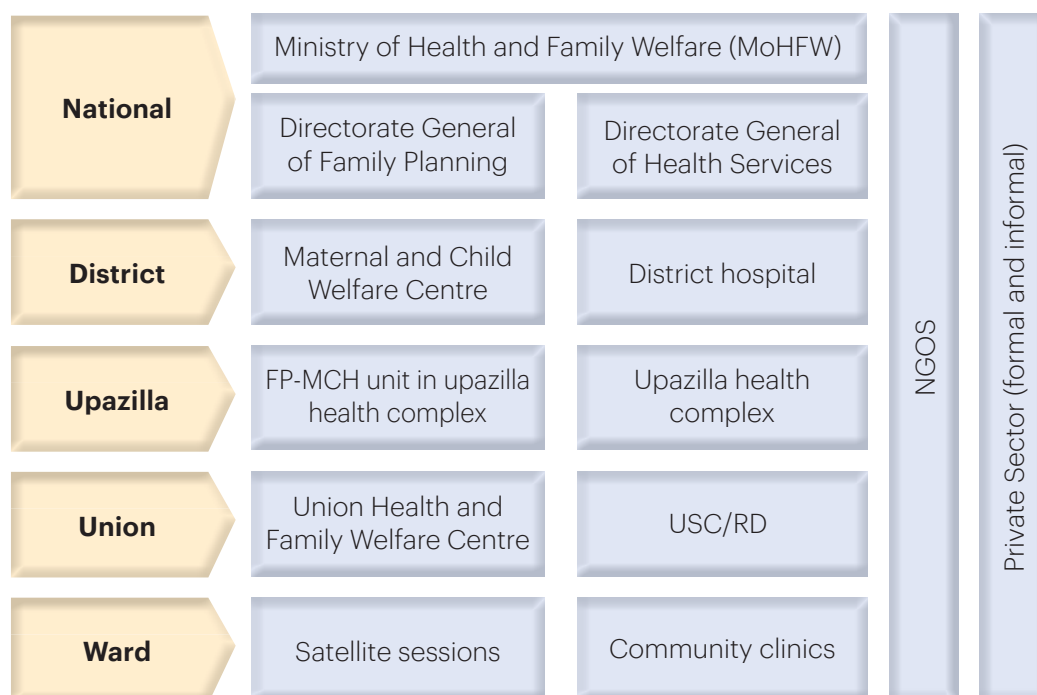 Ministry of Health and Family Welfare (MoHFW)
National
Directorate General
of Family Planning
Directorate General
of Health Services
District
Maternal and Child
Welfare Centre
District hospital
Upazilla
FP-MCH unit in upazilla
health complex
Upazilla health
complex
Union
Union Health and
Family Welfare Centre
USC/RD
Ward
Satellite sessions
Community clinics
NGOS
Private Sector (formal and informal)